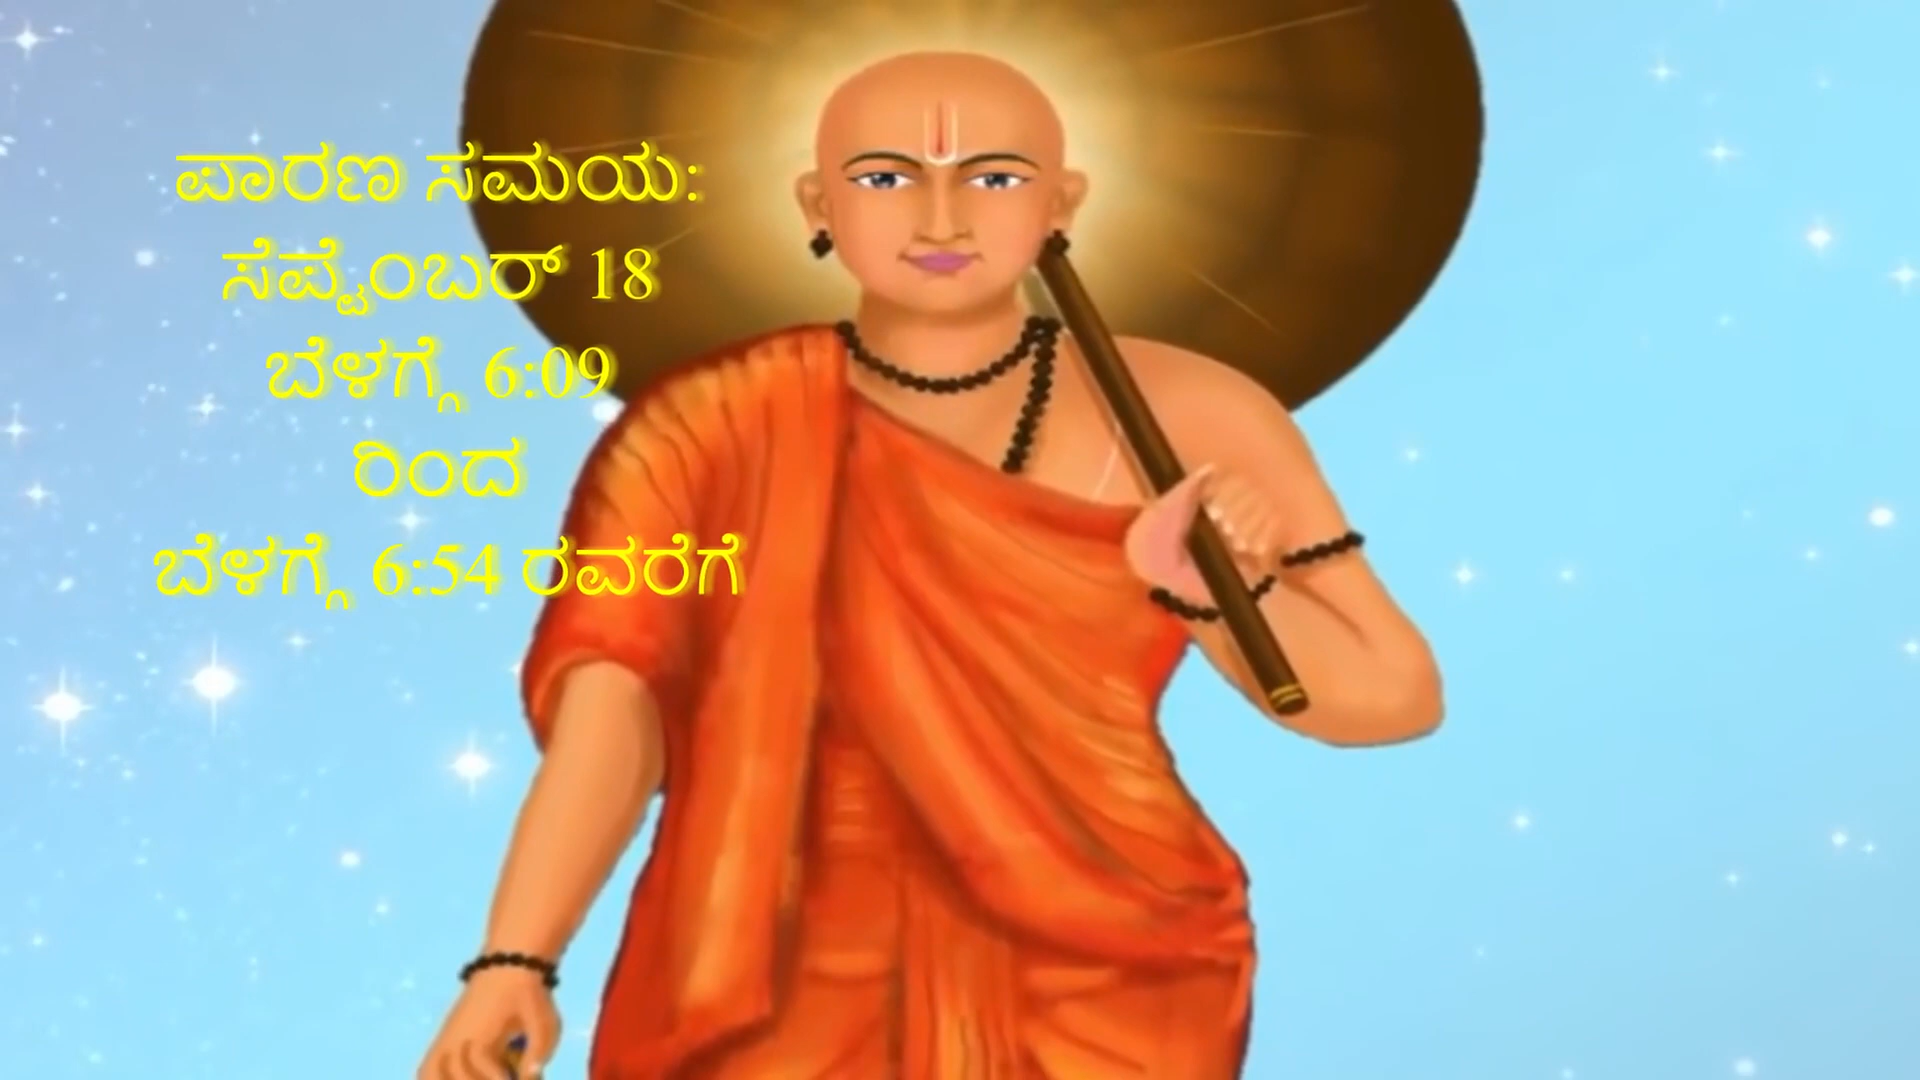 ಪಾರಣ ಸಮಯ:
ಸೆಪ್ಟೆಂಬರ್ 18
ಬೆಳಗ್ಗೆ 6:09
ರಿಂದ
ಬೆಳಗ್ಗೆ 6:54 ರವರೆಗೆ